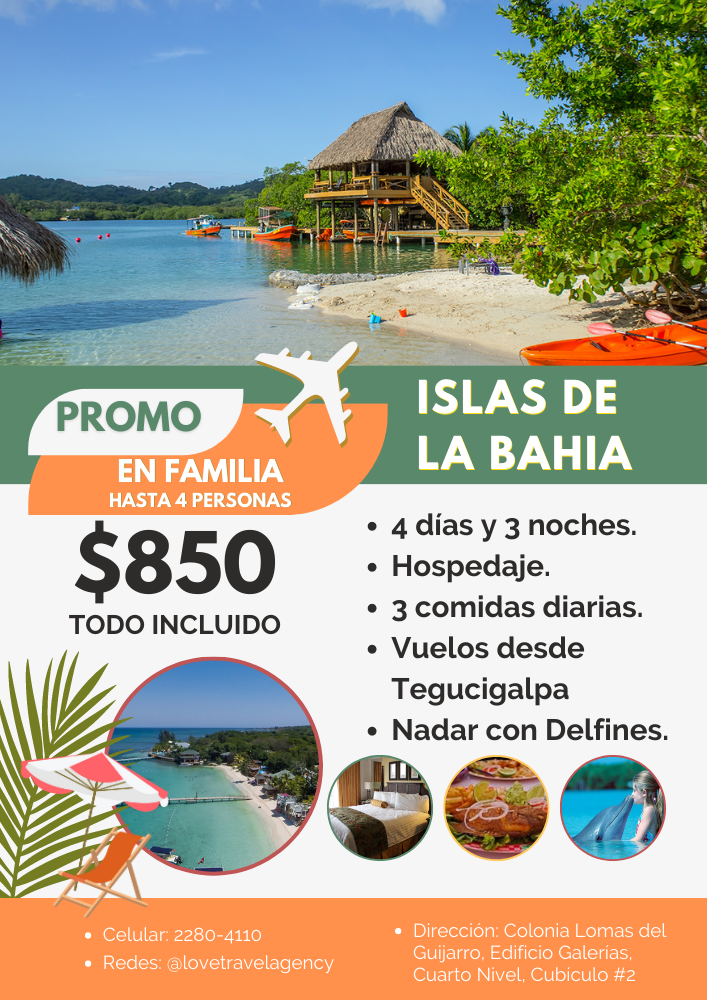 PROMO
EN FAMILIA
HASTA 4 PERSONAS
$850
TODO INCLUIDO
ISLAS DE
LA BAHIA
• 4 días y 3 noches.
• Hospedaje.
• 3 comidas diarias.
• Vuelos desde
Tegucigalpa
• Nadar con Delfines.
• Celular: 2280-4110
• Redes: @lovetravelagency
• Dirección: Colonia Lomas del
Guijarro, Edificio Galerías,
Cuarto Nivel, Cubículo #2